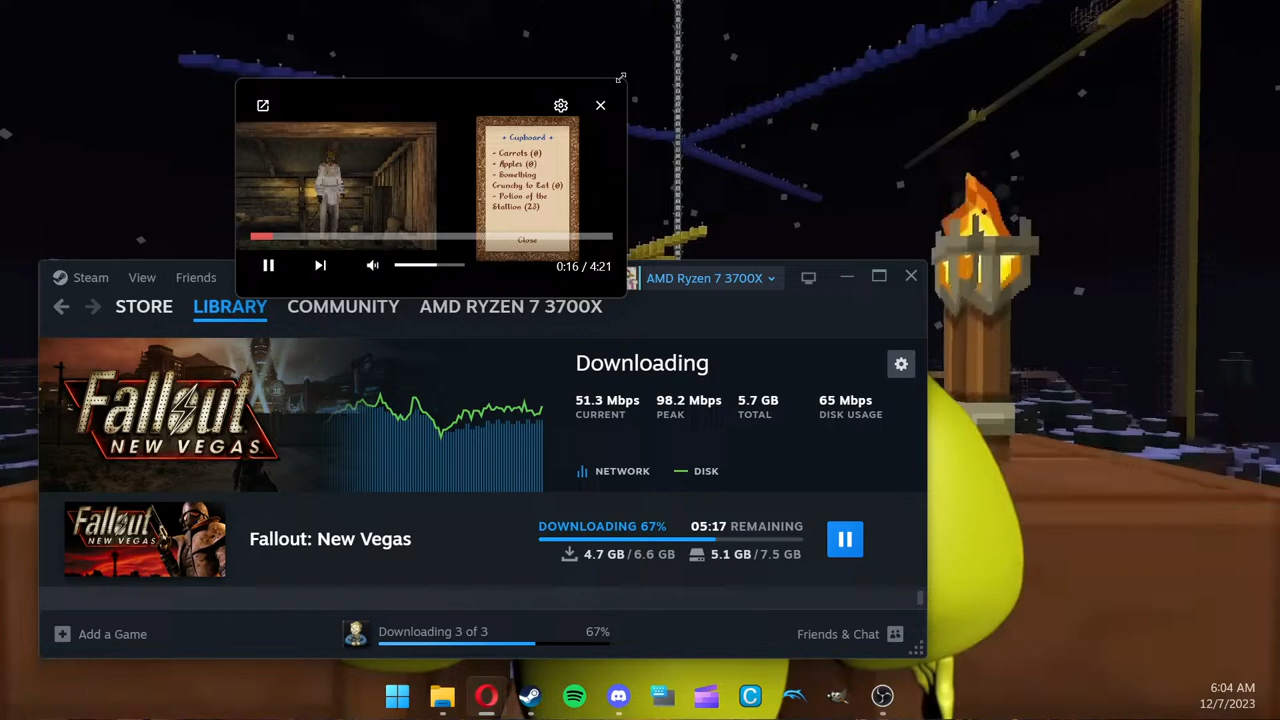 + Cupboard +
- Carrots (0)
- Apples (0)
- Something
Crunchy to Eat (0)
- Potion of the
Stallion (23)
Close
0:16 / 4:21
Steam View Friends
AMD Ryzen 7 3700X
STORE LIBRARY COMMUNITY AMD RYZEN 7 3700X
Fallout
NEW VEGAS
Downloading
51.3 Mbps 98.2 Mbps 5.7 GB 65 Mbps
CURRENT PEAK TOTAL DISK USAGE
NETWORK DISK
Fallout
NEW VEGAS
Fallout: New Vegas
DOWNLOADING 67% 05:17 REMAINING
4.7 GB / 6.6 GB 5.1 GB / 7.5 GB
Add a Game
Downloading 3 of 3 67%
Friends & Chat
6:04 AM
12/7/2023